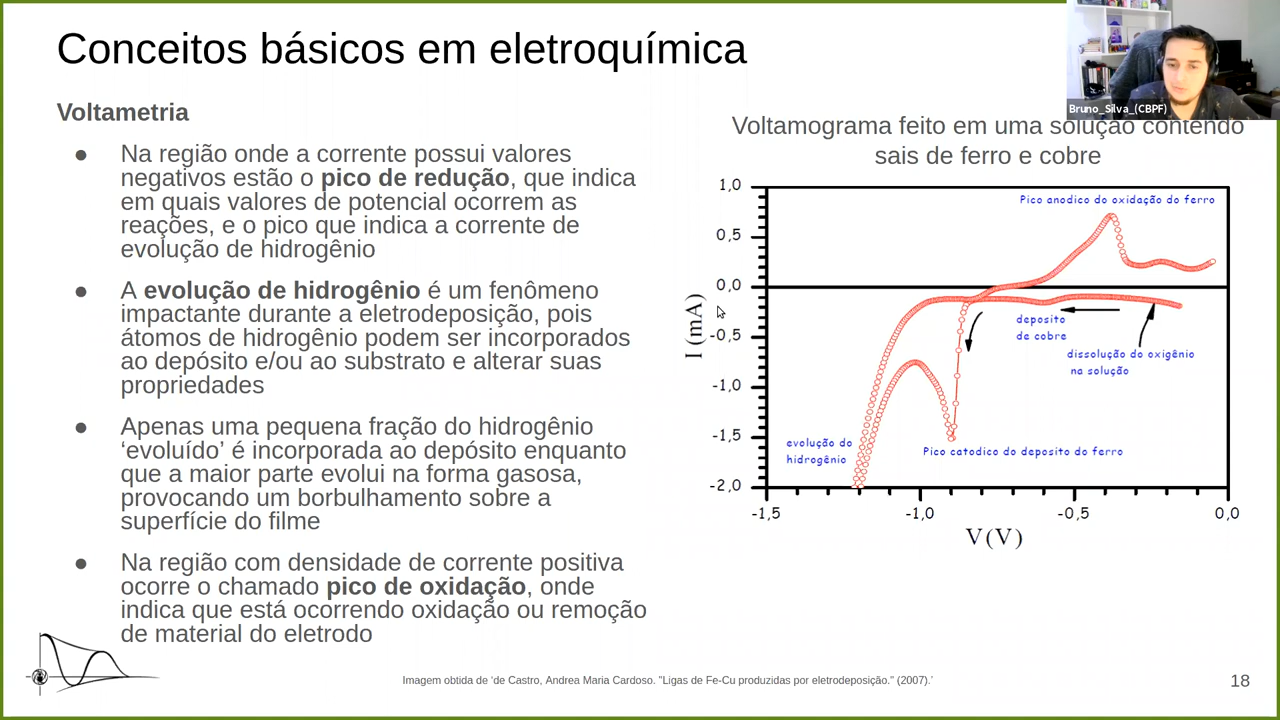 Conceitos básicos em eletroquímica
Bruno_Silva_(CBPF)
Voltametria
● Na região onde a corrente possui valores
negativos estão o pico de redução, que indica
em quais valores de potencial ocorrem as
reações, e o pico que indica a corrente de
evolução de hidrogênio
● A evolução de hidrogênio é um fenômeno
impactante durante a eletrodeposição, pois
átomos de hidrogênio podem ser incorporados
ao depósito e/ou ao substrato e alterar suas
propriedades
● Apenas uma pequena fração do hidrogênio
‘evoluído’ é incorporada ao depósito enquanto
que a maior parte evolui na forma gasosa,
provocando um borbulhamento sobre a
superfície do filme
● Na região com densidade de corrente positiva
ocorre o chamado pico de oxidação, onde
indica que está ocorrendo oxidação ou remoção
de material do eletrodo
Voltamograma feito em uma solução contendo
sais de ferro e cobre
1,0
0,5
0,0
-0,5
-1,0
-1,5
-2,0
I (mA)
Pico anodico do oxidação do ferro
deposito
de cobre
dissolução do oxigênio
na solução
evolução do
hidrogênio
Pico catodico do deposito do ferro
-1,5
-1,0
-0,5
0,0
V (V)
Imagem obtida de ‘de Castro, Andrea Maria Cardoso. "Ligas de Fe-Cu produzidas por eletrodeposição." (2007).’
18